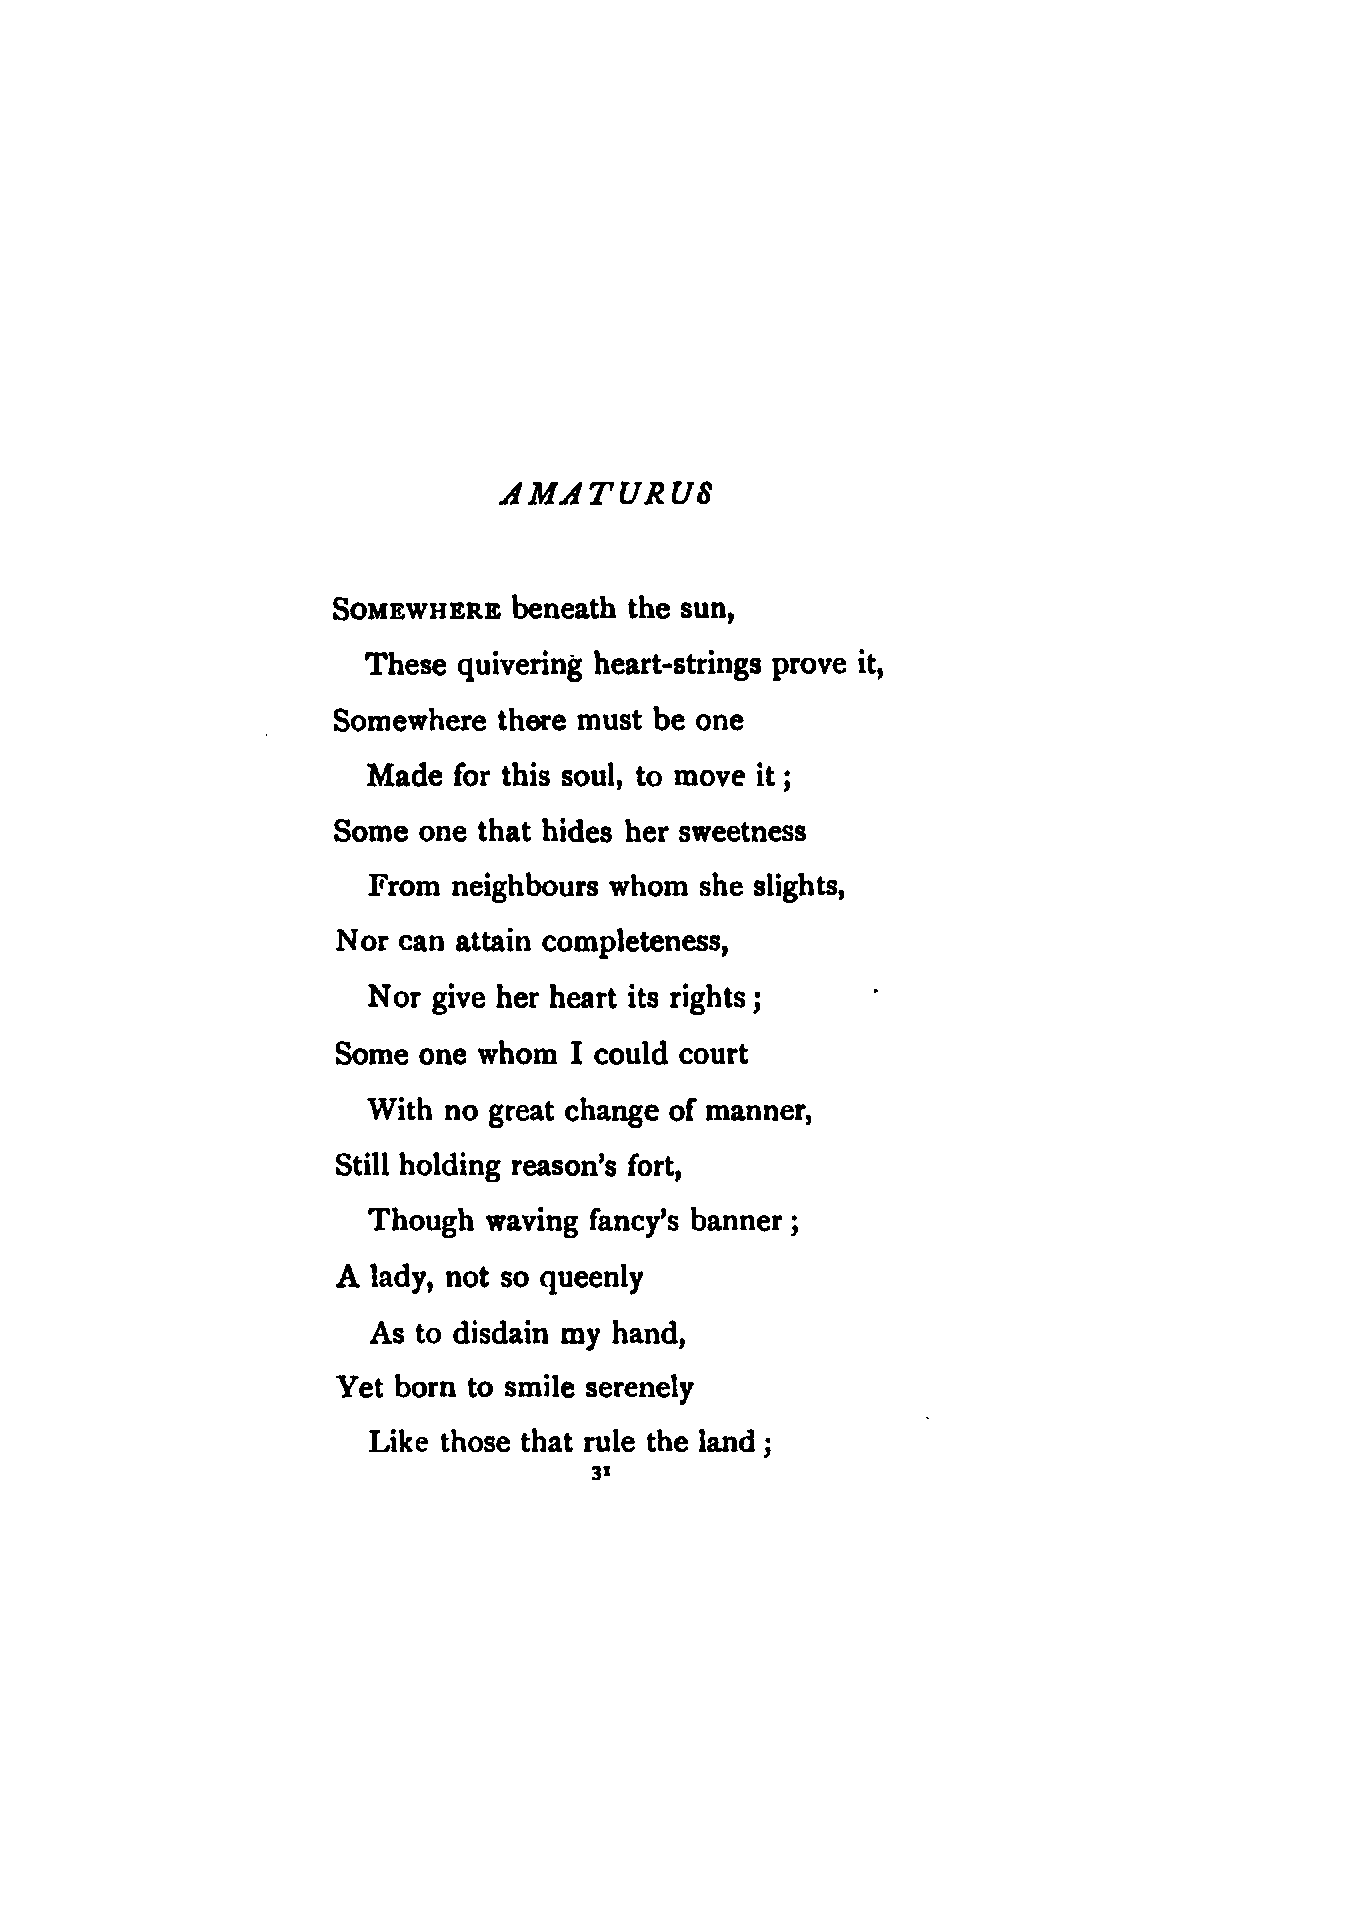 AMATURUS
SOMEWHERE beneath the sun,
These quivering heart-strings prove it,
Somewhere there must be one
Made for this soul, to move it ;
Some one that hides her sweetness
From neighbours whom she slights,
Nor can attain completeness,
Nor give her heart its rights ;
Some one whom I could court
With no great change of manner,
Still holding reason's fort,
Though waving fancy's banner ;
A lady, not so queenly
As to disdain my hand,
Yet born to smile serenely
Like those that rule the land ;
31